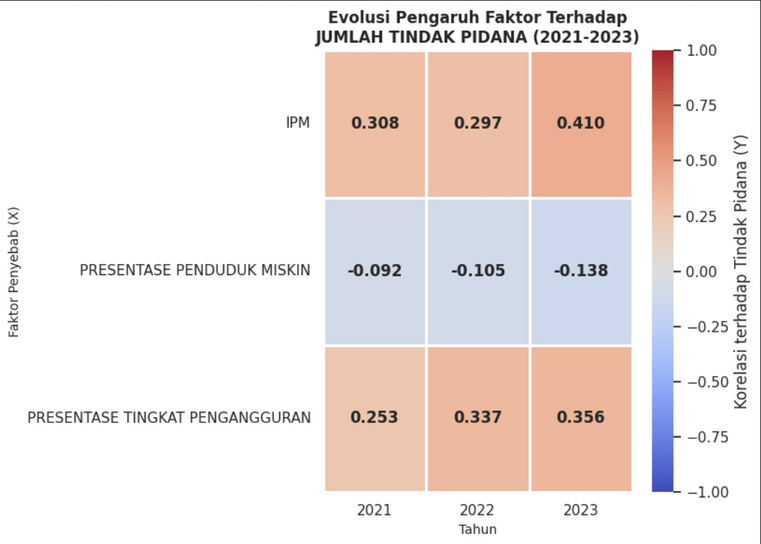 Evolusi Pengaruh Faktor Terhadap
JUMLAH TINDAK PIDANA (2021-2023)
Faktor Penyebab (X)
IPM
0.308 0.297 0.410
PRESENTASE PENDUDUK MISKIN
-0.092 -0.105 -0.138
PRESENTASE TINGKAT PENGANGGURAN
0.253 0.337 0.356
2021 2022 2023
Tahun
1.00
0.75
0.50
0.25
0.00
−0.25
−0.50
−0.75
−1.00
Korelasi terhadap Tindak Pidana (Y)